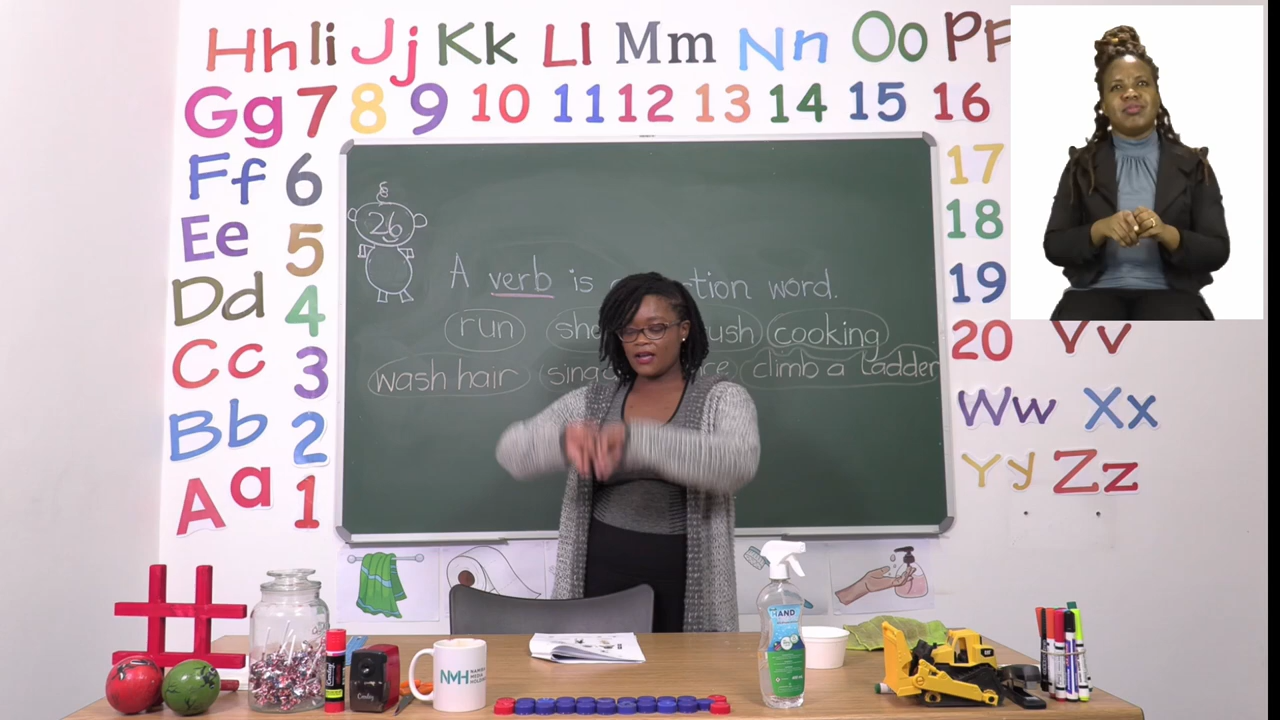 Hh Ii Jj Kk Ll Mm Nn Oo Pp
Gg 7 8 9 10 11 12 13 14 15 16
Ff 6 17
Ee 5 18
Dd 4 19
Cc 3 20 Vv
Bb 2 Ww Xx
Aa 1 Yy Zz
26
A verb is word.
run cooking
wash hair climb a ladder
NMH
HAND